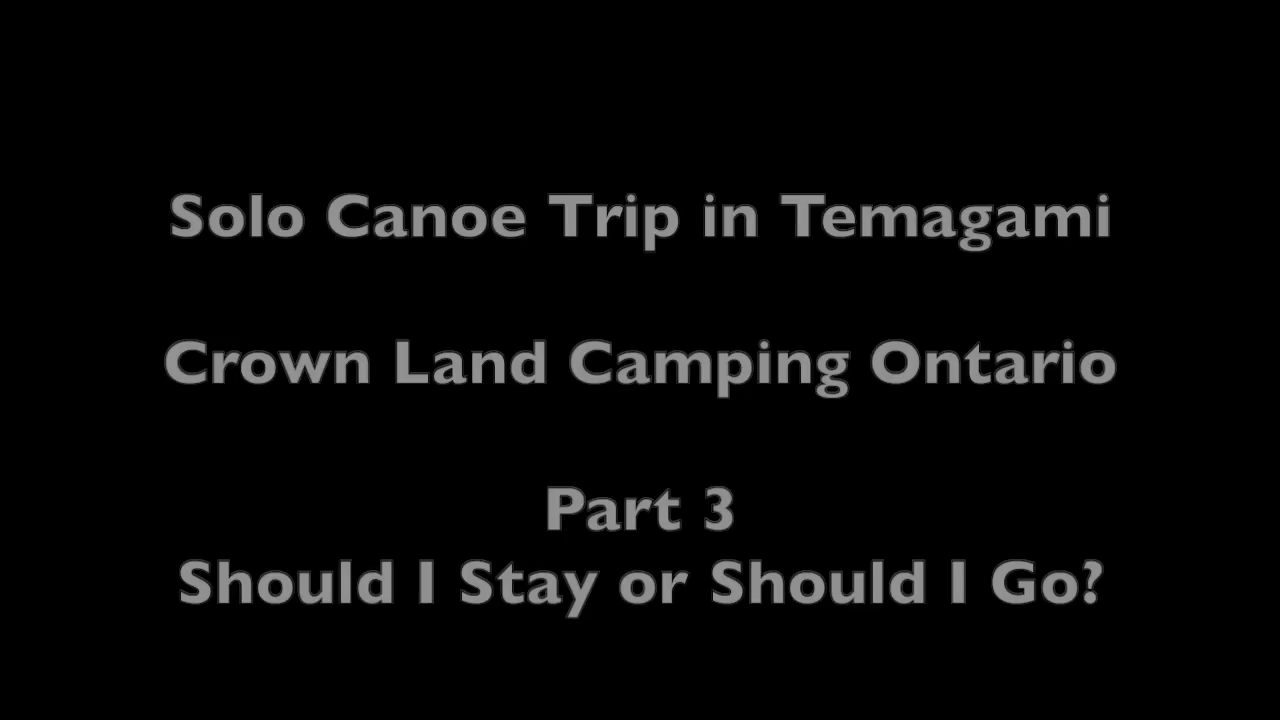 Solo Canoe Trip in Temagami
Crown Land Camping Ontario
Part 3
Should I Stay or Should I Go?